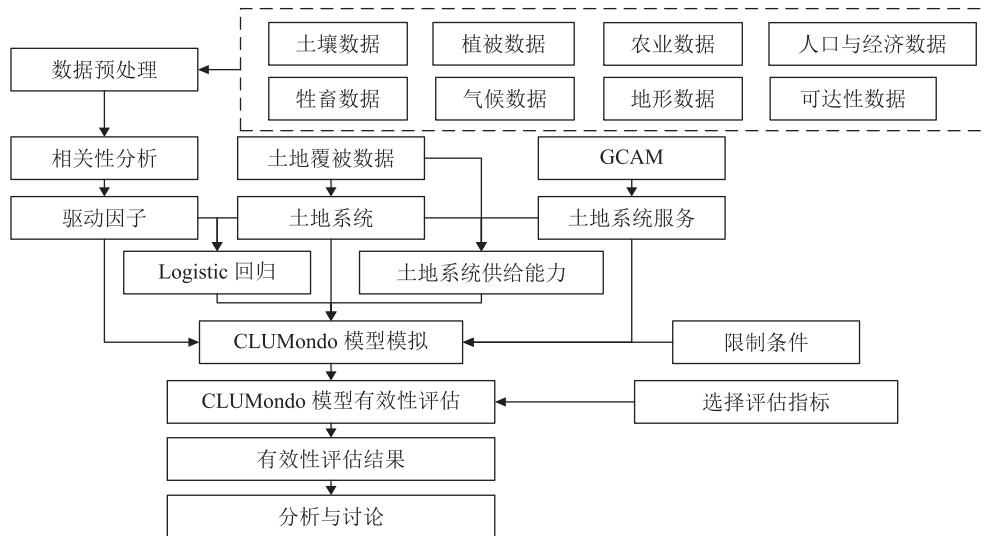 土壤数据
植被数据
农业数据
人口与经济数据
数据预处理
牲畜数据
气候数据
地形数据
可达性数据
相关性分析
土地覆被数据
GCAM
驱动因子
土地系统
土地系统服务
Logistic 回归
土地系统供给能力
CLUMondo 模型模拟
限制条件
CLUMondo 模型有效性评估
选择评估指标
有效性评估结果
分析与讨论